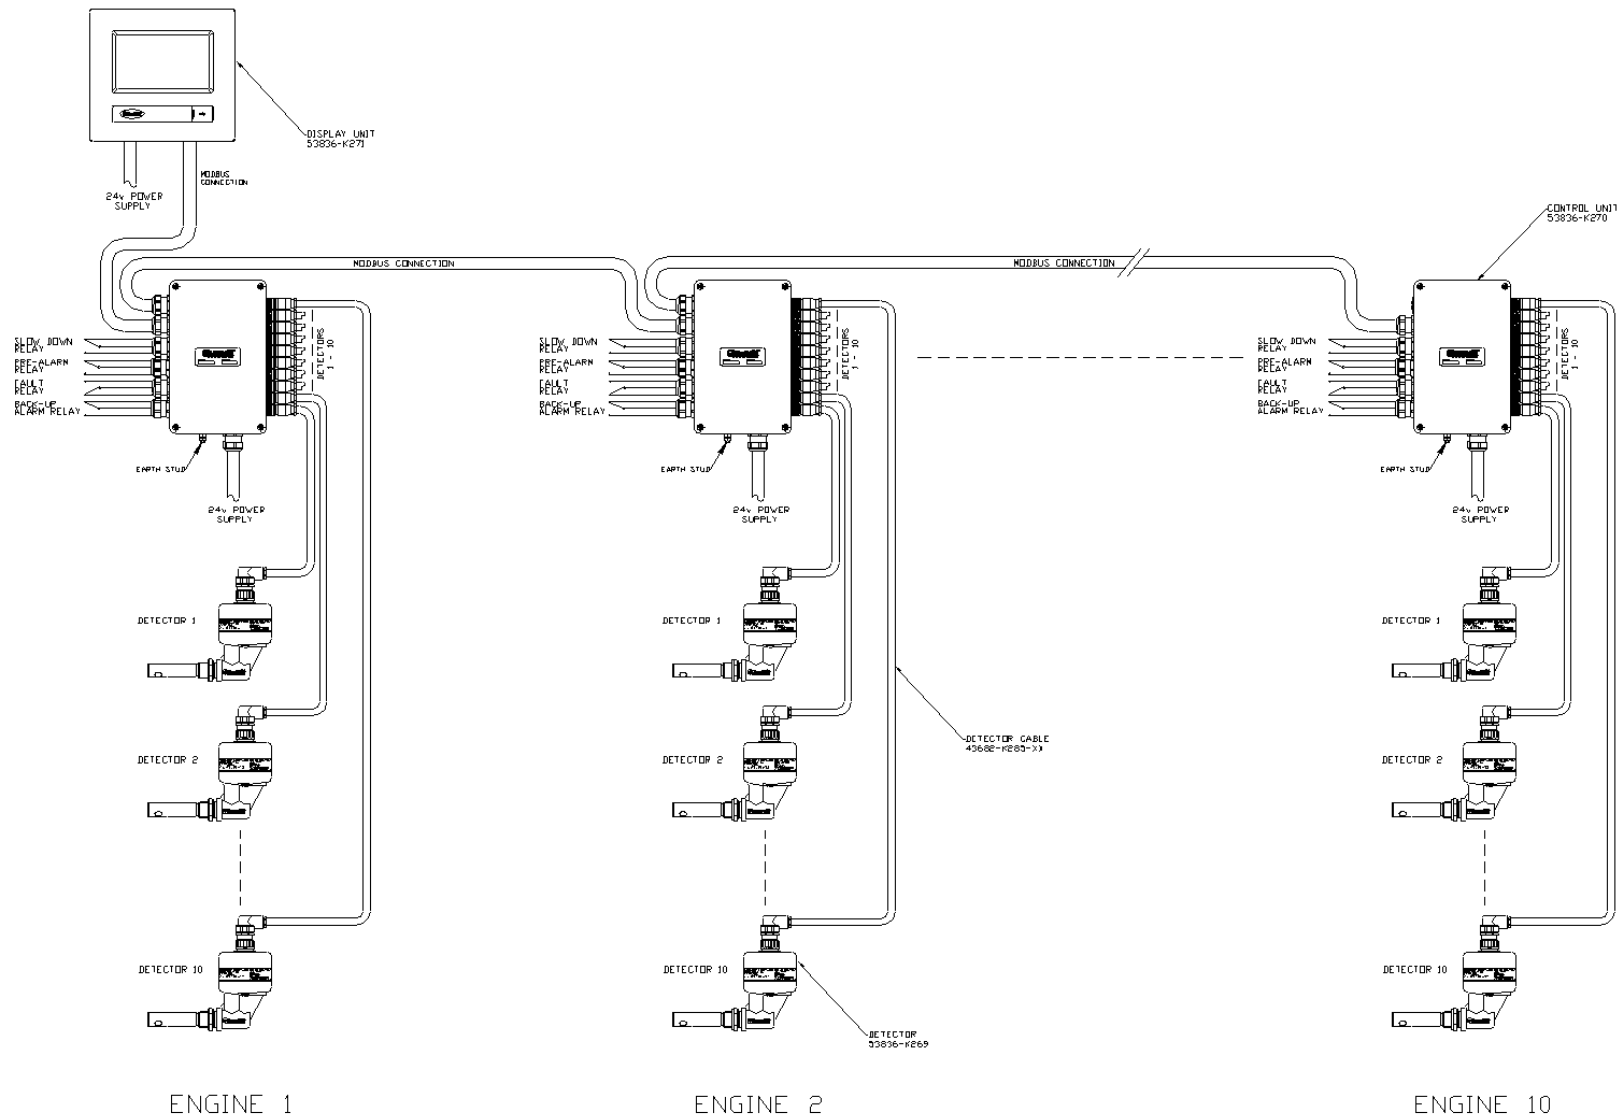 DISPLAY UNIT
53836-K271
MODBUS
CONNECTION
24v POWER
SUPPLY
CONTROL UNIT
53836-K270
MODBUS CONNECTION
MODBUS CONNECTION
SLOW DOWN
RELAY
PRE-ALARM
RELAY
FAULT
RELAY
BACK-UP
ALARM RELAY
DETECTORS
1 - 10
EARTH STUD
24v POWER
SUPPLY
SLOW DOWN
RELAY
PRE-ALARM
RELAY
FAULT
RELAY
BACK-UP
ALARM RELAY
DETECTORS
1 - 10
EARTH STUD
24v POWER
SUPPLY
SLOW DOWN
RELAY
PRE-ALARM
RELAY
FAULT
RELAY
BACK-UP
ALARM RELAY
DETECTORS
1 - 10
EARTH STUD
24v POWER
SUPPLY
DETECTOR 1
DETECTOR 1
DETECTOR 1
DETECTOR 2
DETECTOR 2
DETECTOR 2
DETECTOR CABLE
43682-K285-XX
DETECTOR 10
DETECTOR 10
DETECTOR 10
DETECTOR
53836-K269
ENGINE 1
ENGINE 2
ENGINE 10